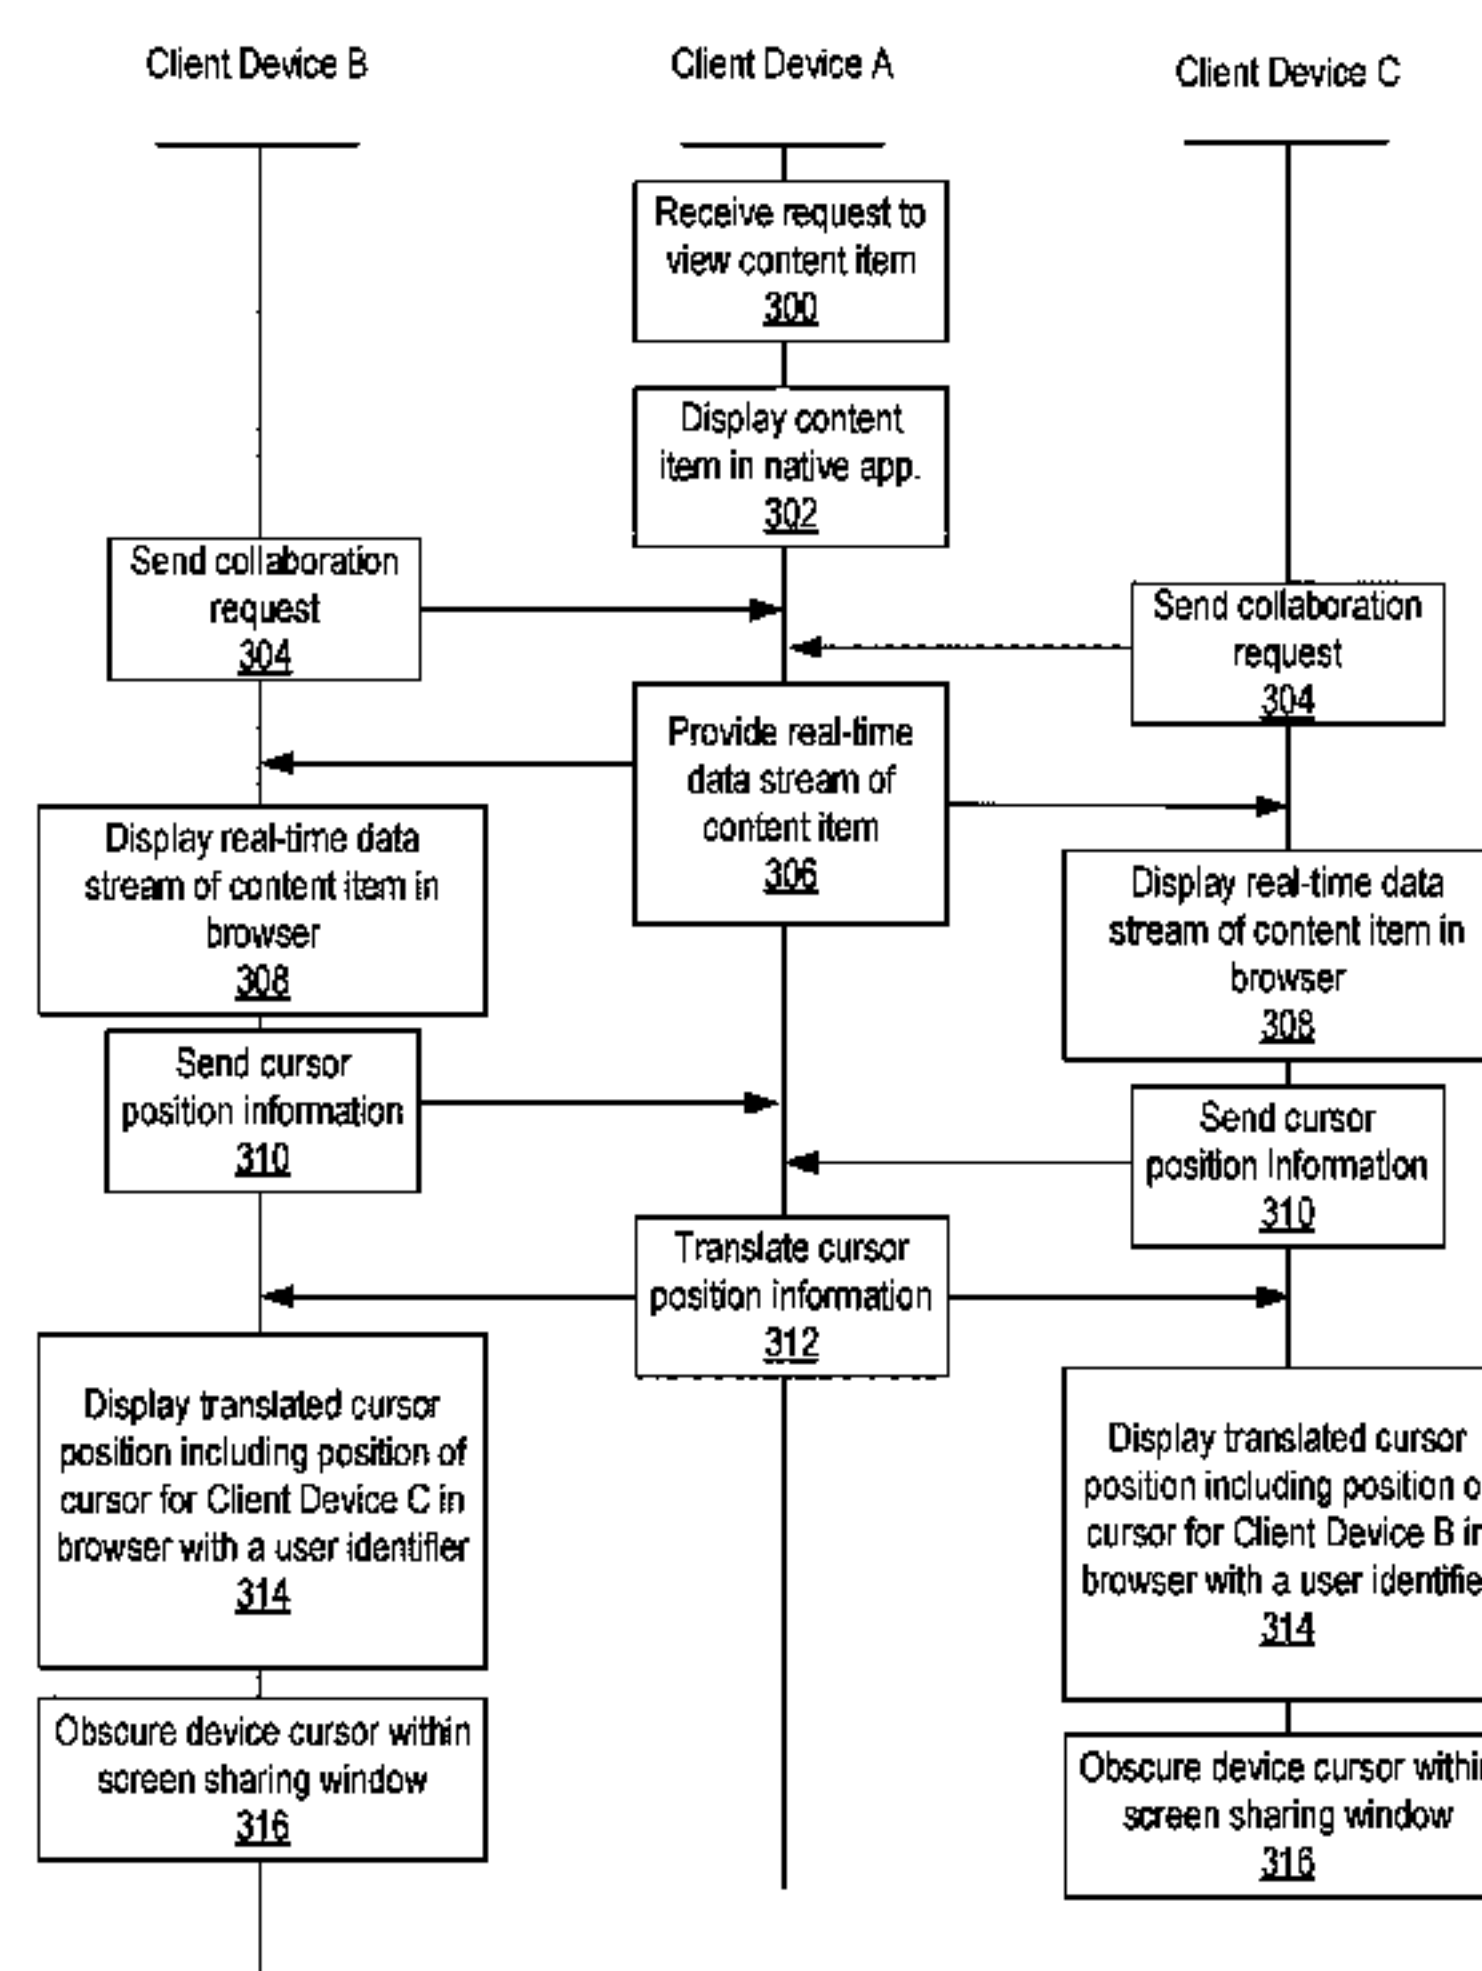 Client Device B
Client Device A
Client Device C
Receive request to
view content item
300
Display content
item in native app.
302
Send collaboration
request
304
Send collaboration
request
304
Provide real-time
data stream of
content item
306
Display real-time data
stream of content item in
browser
308
Display real-time data
stream of content item in
browser
308
Send cursor
position information
310
Send cursor
position Information
310
Translate cursor
position information
312
Display translated cursor
position including position of
cursor for Client Device C in
browser with a user identifier
314
Display translated cursor
position including position
cursor for Client Device B
browser with a user
314
Obscure device cursor within
screen sharing window
316
Obscure device cursor
screen sharing window
316